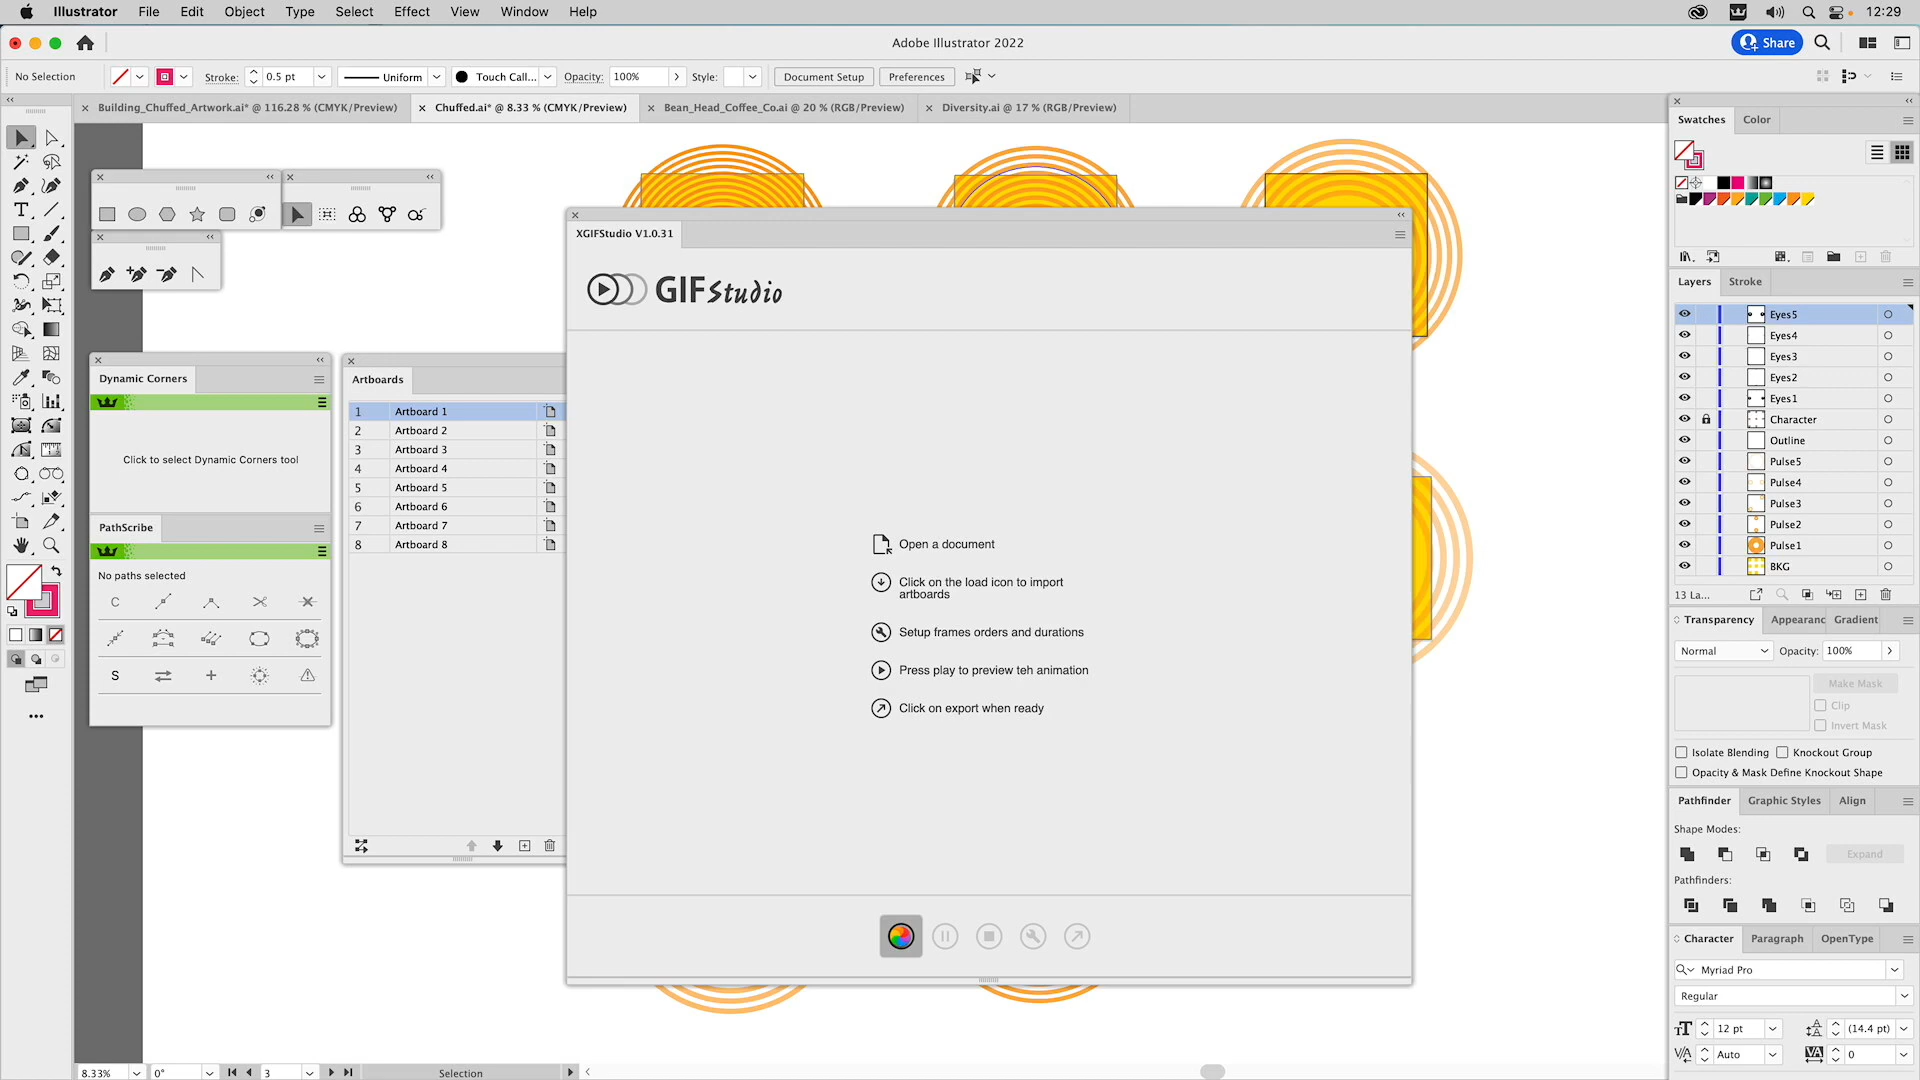 Illustrator File Edit Object Type Select Effect View Window Help 12:29
Adobe Illustrator 2022 Share
No Selection Stroke: 0.5 pt Uniform Touch Call... Opacity: 100% Style: Document Setup Preferences
Building_Chuffed_Artwork.ai* @ 116.28 % (CMYK/Preview) Chuffed.ai* @ 8.33 % (CMYK/Preview) Bean_Head_Coffee_Co.ai @ 20 % (RGB/Preview) Diversity.ai @ 17 % (RGB/Preview)
Swatches Color
XGIFStudio V1.0.31
GIFStudio
Layers Stroke
Eyes5
Eyes4
Eyes3
Eyes2
Eyes1
Character
Outline
Pulse5
Pulse4
Pulse3
Pulse2
Pulse1
BKG
13 La...
Dynamic Corners
Click to select Dynamic Corners tool
PathScribe
No paths selected
C
S
Artboards
1 Artboard 1
2 Artboard 2
3 Artboard 3
4 Artboard 4
5 Artboard 5
6 Artboard 6
7 Artboard 7
8 Artboard 8
Open a document
Click on the load icon to import
artboards
Setup frames orders and durations
Press play to preview teh animation
Click on export when ready
Transparency Appearanc Gradient
Normal Opacity: 100%
Make Mask
Clip
Invert Mask
Isolate Blending Knockout Group
Opacity & Mask Define Knockout Shape
Pathfinder Graphic Styles Align
Shape Modes:
Expand
Pathfinders:
Character Paragraph OpenType
Myriad Pro
Regular
12 pt (14.4 pt)
Auto 0
8.33% 0° 3 Selection